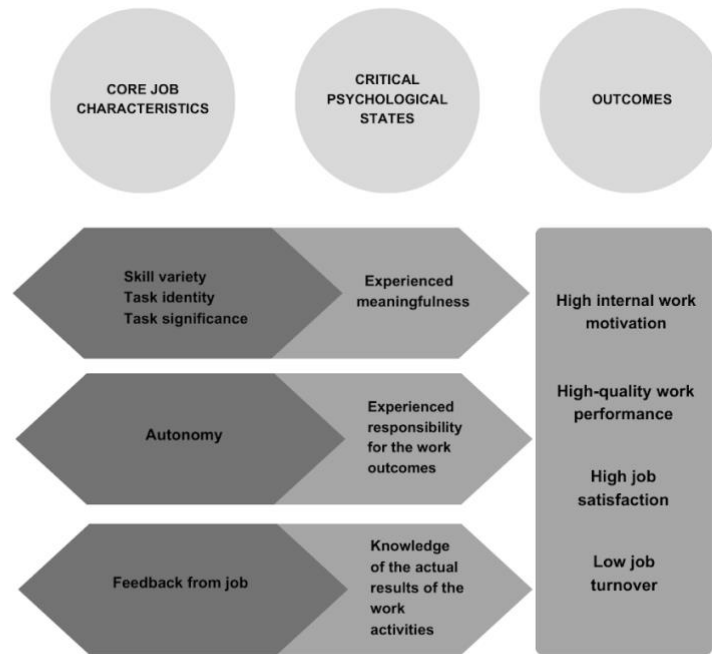 CORE JOB
CHARACTERISTICS
CRITICAL
PSYCHOLOGICAL
STATES
OUTCOMES
Skill variety
Task identity
Task significance
Experienced
meaningfulness
High internal work
motivation
Autonomy
Experienced
responsibility
for the work
outcomes
High-quality work
performance
High job
satisfaction
Feedback from job
Knowledge
of the actual
results of the
work
activities
Low job
turnover